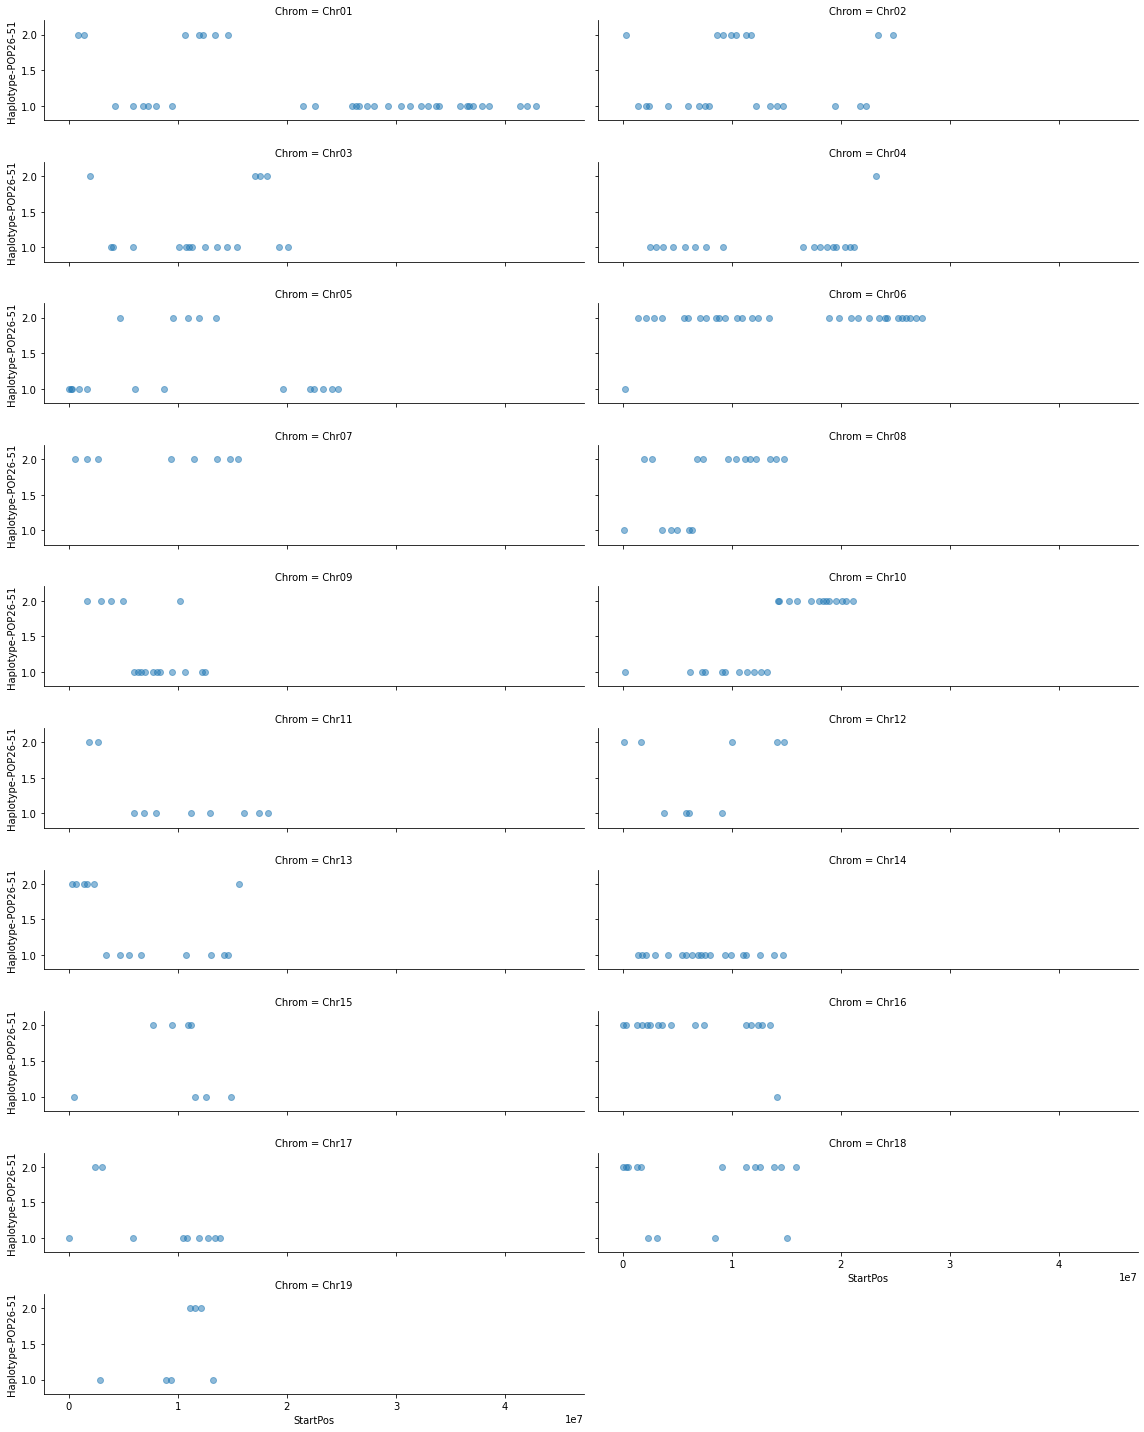 Chrom = Chr01
Chrom = Chr02
2.0
1.5
1.0
Haplotype-POP26-51
Chrom = Chr03
Chrom = Chr04
2.0
1.5
1.0
Haplotype-POP26-51
Chrom = Chr05
Chrom = Chr06
2.0
1.5
1.0
Haplotype-POP26-51
Chrom = Chr07
Chrom = Chr08
2.0
1.5
1.0
Haplotype-POP26-51
Chrom = Chr09
Chrom = Chr10
2.0
1.5
1.0
Haplotype-POP26-51
Chrom = Chr11
Chrom = Chr12
2.0
1.5
1.0
Haplotype-POP26-51
Chrom = Chr13
Chrom = Chr14
2.0
1.5
1.0
Haplotype-POP26-51
Chrom = Chr15
Chrom = Chr16
2.0
1.5
1.0
Haplotype-POP26-51
Chrom = Chr17
Chrom = Chr18
2.0
1.5
1.0
Haplotype-POP26-51
0 1 2 3 4
StartPos
1e7
Chrom = Chr19
2.0
1.5
1.0
Haplotype-POP26-51
0 1 2 3 4
StartPos
1e7